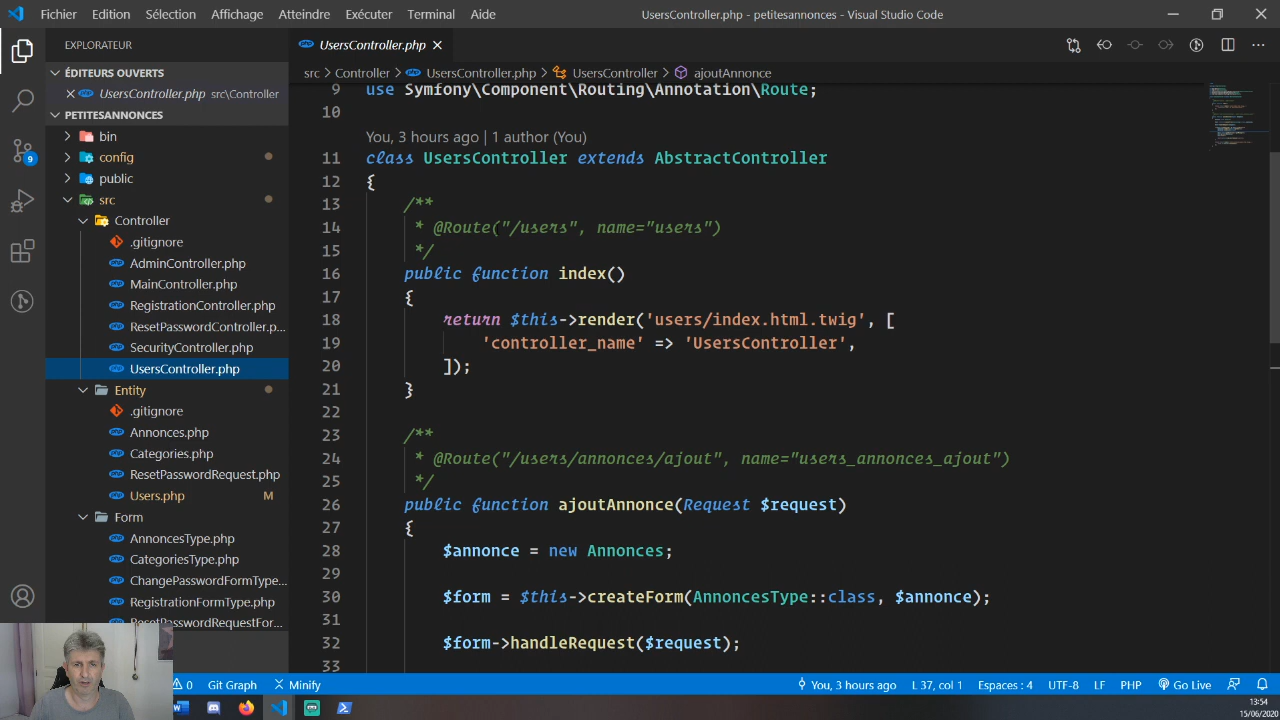 Fichier Edition Sélection Affichage Atteindre Exécuter Terminal Aide UsersController.php - petitesannonces - Visual Studio Code
EXPLORATEUR
ÉDITEURS OUVERTS
UsersController.php src\Controller
PETITESANNONCES
bin
config
public
src
Controller
.gitignore
AdminController.php
MainController.php
RegistrationController.php
ResetPasswordController.p...
SecurityController.php
UsersController.php
Entity
.gitignore
Annonces.php
Categories.php
ResetPasswordRequest.php
Users.php M
Form
AnnoncesType.php
CategoriesType.php
ChangePasswordFormType...
RegistrationFormType.php
ResetPasswordRequestFor...
9
UsersController.php
src > Controller > UsersController.php > UsersController > ajoutAnnonce
9 use Symfony\Component\Routing\Annotation\Route;
10
You, 3 hours ago | 1 author (You)
11 class UsersController extends AbstractController
12 {
13 /**
14 * @Route("/users", name="users")
15 */
16 public function index()
17 {
18 return $this->render('users/index.html.twig', [
19 'controller_name' => 'UsersController',
20 ]);
21 }
22
23 /**
24 * @Route("/users/annonces/ajout", name="users_annonces_ajout")
25 */
26 public function ajoutAnnonce(Request $request)
27 {
28 $annonce = new Annonces;
29
30 $form = $this->createForm(AnnoncesType::class, $annonce);
31
32 $form->handleRequest($request);
33
0 Git Graph Minify You, 3 hours ago L 37, col 1 Espaces : 4 UTF-8 LF PHP Go Live
13:54
15/06/2020